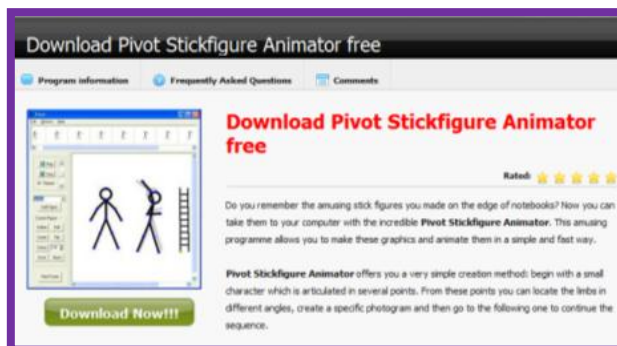 Download Pivot Stickfigure Animator free
Program information Frequently Asked Questions Comments
Download Pivot Stickfigure Animator
free
Rated:
Do you remember the amusing stick figures you made on the edge of notebooks? Now you can
take them to your computer with the incredible Pivot Stickfigure Animator. This amusing
programme allows you to make these graphics and animate them in a simple and fast way.
Pivot Stickfigure Animator offers you a very simple creation method: begin with a small
character which is articulated in several points. From these points you can locate the limbs in
different angles, create a specific photogram and then go to the following one to continue the
sequence.
Download Now!!!